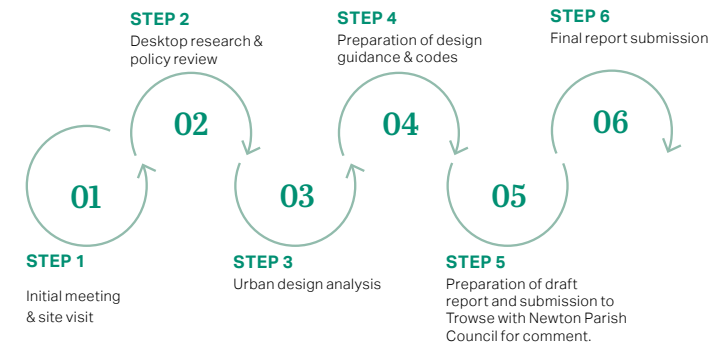 STEP 2
Desktop research &
policy review
STEP 4
Preparation of design
guidance & codes
STEP 6
Final report submission
01
02
03
04
05
06
STEP 1
Initial meeting
& site visit
STEP 3
Urban design analysis
STEP 5
Preparation of draft
report and submission to
Trowse with Newton Parish
Council for comment.